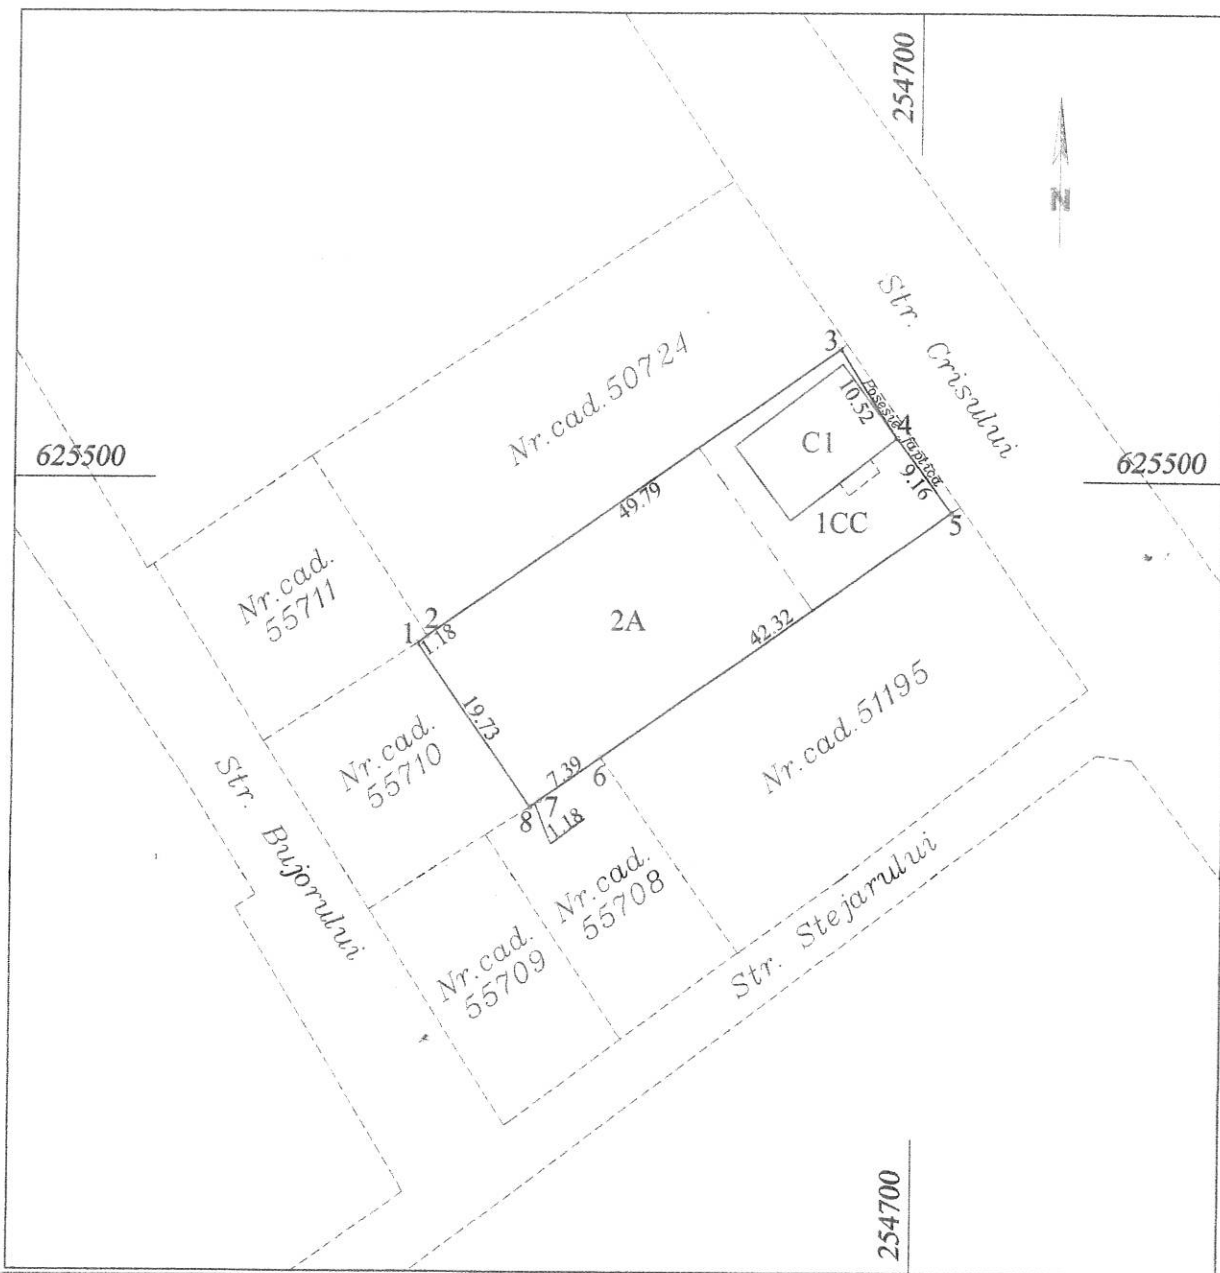 254700
N
Str. Crisului
Nr.cad.50724
3
10.52
Posesie faptica
4
C1
625500
625500
9.16
49.79
1CC
5
Nr.cad.
55711
2A
1
2
1.18
42.32
19.73
Nr.cad.51195
Nr.cad.
55710
7.39
6
8
7
1.18
Str. Bujorului
Nr.cad.
55708
Str. Stejarului
Nr.cad.
55709
254700